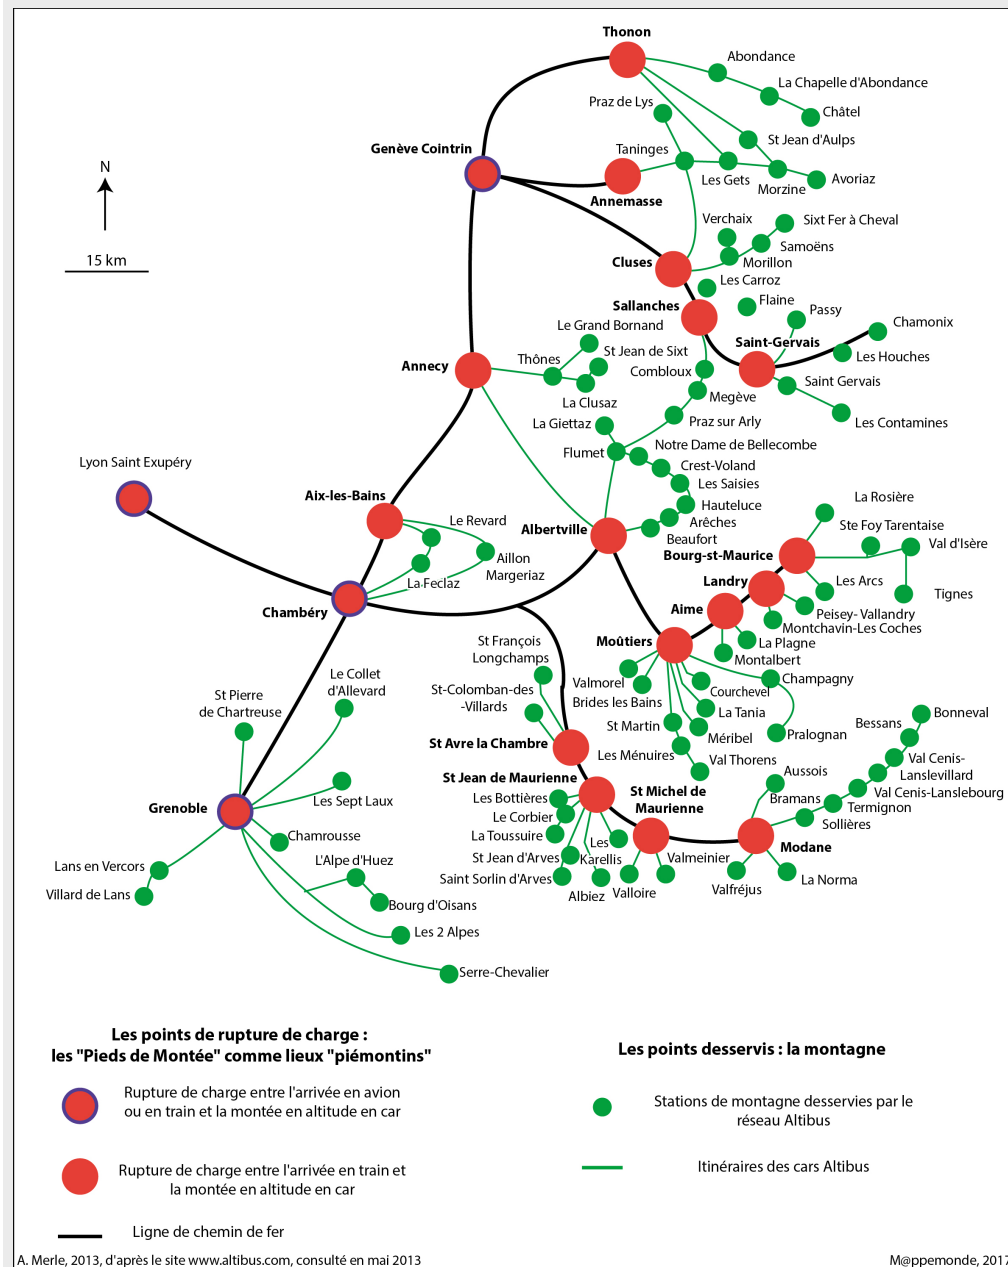 Thonon
Abondance
La Chapelle d'Abondance
Praz de Lys
Châtel
Genève Cointrin
Taninges
St Jean d'Aulps
N
Les Gets
Morzine
Avoriaz
Annemasse
Verchaix
Sixt Fer à Cheval
15 km
Cluses
Samoëns
Morillon
Les Carroz
Sallanches
Flaine
Passy
Le Grand Bornand
Chamonix
Saint-Gervais
Annecy
Thônes
St Jean de Sixt
Les Houches
Combloux
Saint Gervais
La Clusaz
Megève
La Giettaz
Praz sur Arly
Les Contamines
Flumet
Notre Dame de Bellecombe
Lyon Saint Exupéry
Crest-Voland
Les Saisies
Aix-les-Bains
La Rosière
Hauteluce
Le Revard
Albertville
Arêches
Ste Foy Tarentaise
Beaufort
Val d'Isère
Aillon
Margeriaz
Bourg-st-Maurice
La Feclaz
Landry
Les Arcs
Tignes
Chambéry
Aime
Peisey- Vallandry
Montchavin-Les Coches
Moûtiers
La Plagne
St François
Longchamps
Montalbert
Le Collet
d'Allevard
Valmorel
Champagny
St-Colomban-des
-Villards
Brides les Bains
Courchevel
St Pierre
de Chartreuse
La Tania
Bonneval
St Martin
Bessans
Méribel
Pralognan
St Avre la Chambre
Les Ménuires
Val Thorens
Val Cenis-
Lanslevillard
St Jean de Maurienne
Aussois
Val Cenis-Lanslebourg
St Michel de
Maurienne
Les Bottières
Bramans
Termignon
Grenoble
Les Sept Laux
Le Corbier
Sollières
La Toussuire
Chamrousse
Les
Karellis
Modane
St Jean d'Arves
Valmeinier
L'Alpe d'Huez
Lans en Vercors
Saint Sorlin d'Arves
La Norma
Villard de Lans
Albiez
Valloire
Valfréjus
Bourg d'Oisans
Les 2 Alpes
Serre-Chevalier
Les points de rupture de charge :
les "Pieds de Montée" comme lieux "piémontins"
Rupture de charge entre l'arrivée en avion
ou en train et la montée en altitude en car
Rupture de charge entre l'arrivée en train et
la montée en altitude en car
Ligne de chemin de fer
Les points desservis : la montagne
Stations de montagne desservies par le
réseau Altibus
Itinéraires des cars Altibus
A. Merle, 2013, d'après le site www.altibus.com, consulté en mai 2013
M@ppemonde, 2017